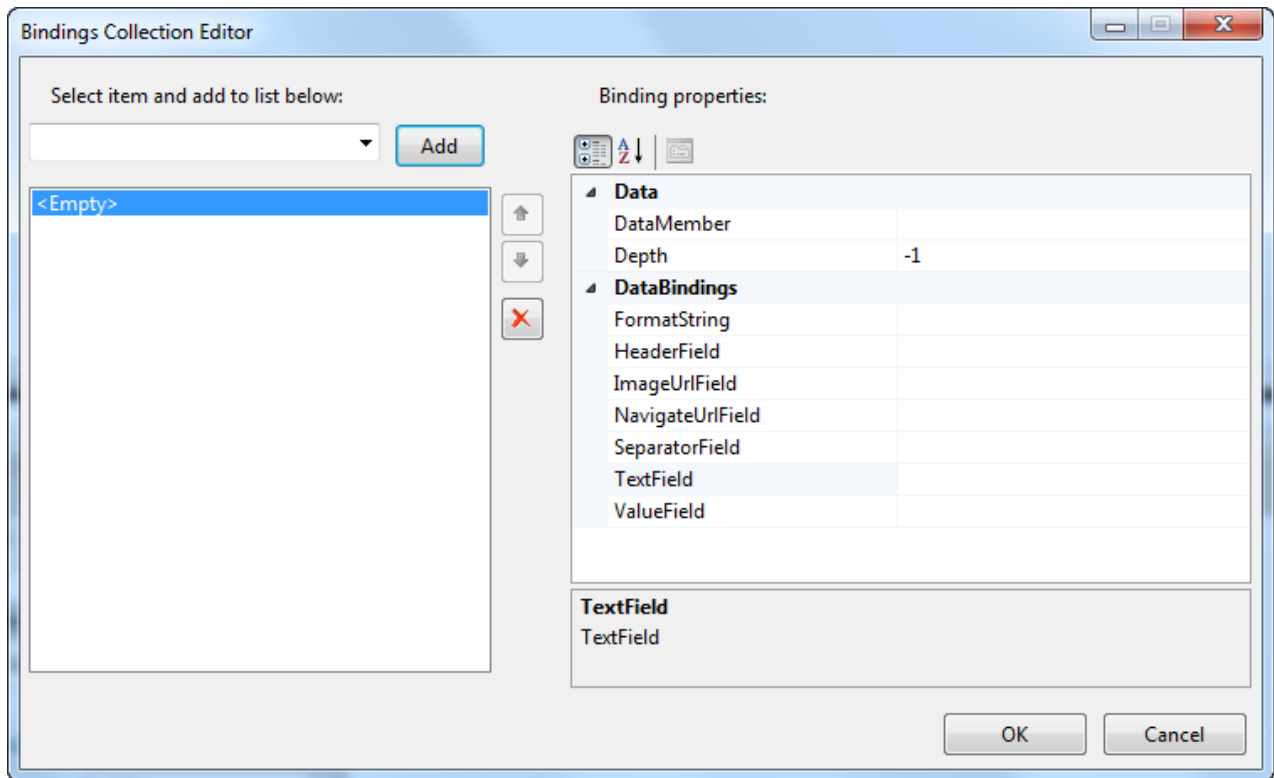 Bindings Collection Editor
Select item and add to list below:
Add
<Empty>
Binding properties:
A
Z
Data
DataMember
Depth -1
DataBindings
FormatString
HeaderField
ImageUrlField
NavigateUrlField
SeparatorField
TextField
ValueField
TextField
TextField
OK Cancel